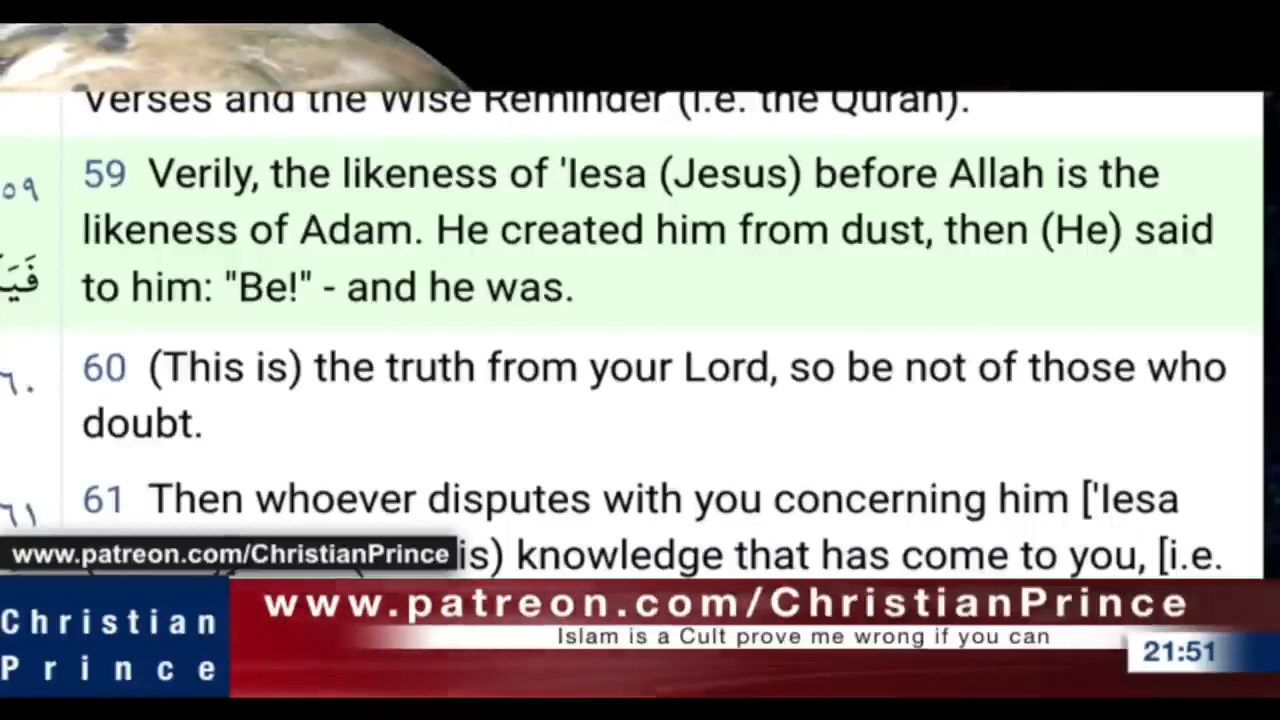 Verses and the Wise Reminder (i.e. the Quran).
٥٩
59 Verily, the likeness of 'Iesa (Jesus) before Allah is the
likeness of Adam. He created him from dust, then (He) said
to him: "Be!" - and he was.
٦٠
60 (This is) the truth from your Lord, so be not of those who
doubt.
٦١
61 Then whoever disputes with you concerning him ['Iesa
is) knowledge that has come to you, [i.e.
www.patreon.com/ChristianPrince
www.patreon.com/ChristianPrince
Islam is a Cult prove me wrong if you can
Christian
Prince
21:51